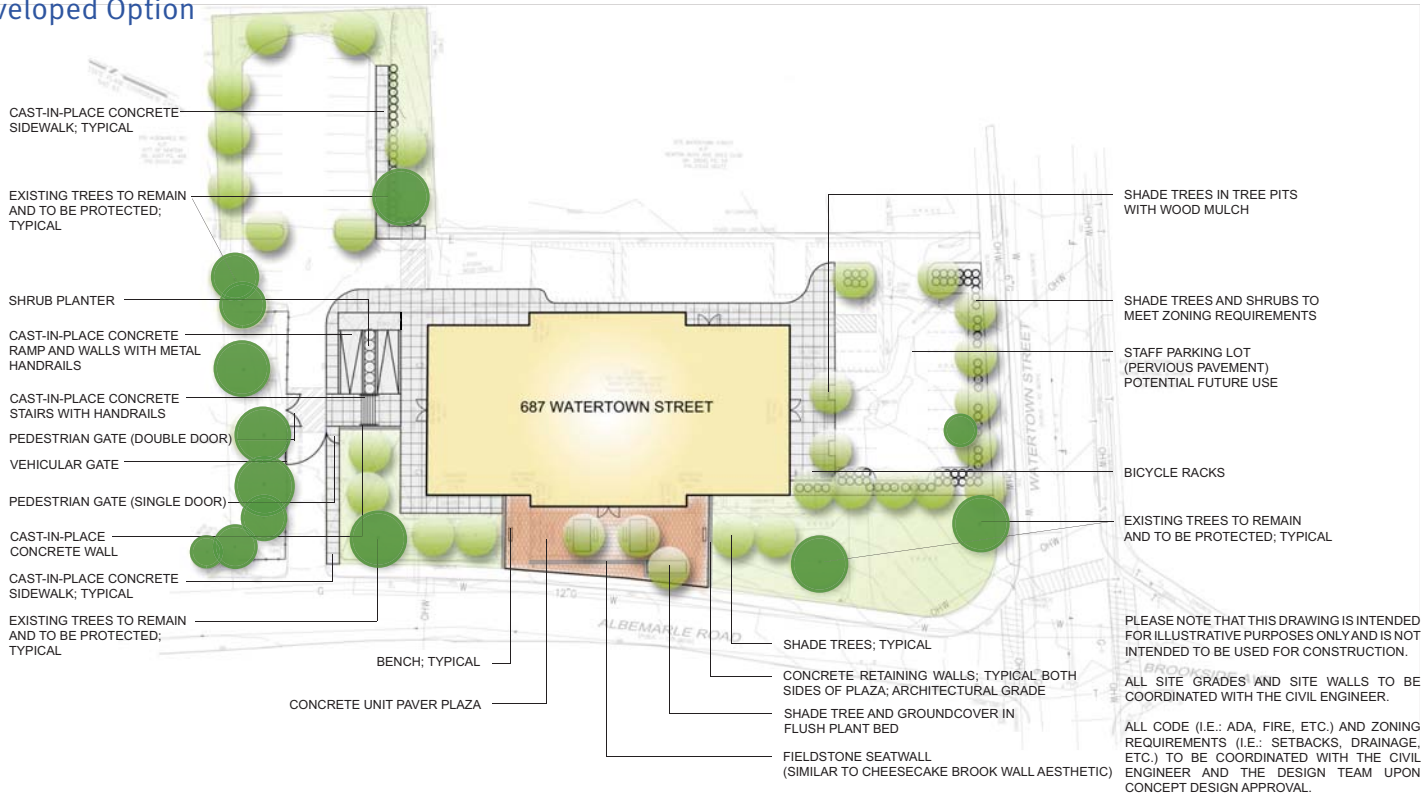 veloped Option
CAST-IN-PLACE CONCRETE
SIDEWALK; TYPICAL
EXISTING TREES TO REMAIN
AND TO BE PROTECTED;
TYPICAL
SHRUB PLANTER
CAST-IN-PLACE CONCRETE
RAMP AND WALLS WITH METAL
HANDRAILS
CAST-IN-PLACE CONCRETE
STAIRS WITH HANDRAILS
PEDESTRIAN GATE (DOUBLE DOOR)
VEHICULAR GATE
PEDESTRIAN GATE (SINGLE DOOR)
CAST-IN-PLACE
CONCRETE WALL
CAST-IN-PLACE CONCRETE
SIDEWALK; TYPICAL
EXISTING TREES TO REMAIN
AND TO BE PROTECTED;
TYPICAL
BENCH; TYPICAL
CONCRETE UNIT PAVER PLAZA
687 WATERTOWN STREET
ALBEMARLE ROAD
12"G
G
W
W
OHW
WATERTOWN STREET
OHW
OHW
OHW
W
F
BROOKSIDE AV
SHADE TREES IN TREE PITS
WITH WOOD MULCH
SHADE TREES AND SHRUBS TO
MEET ZONING REQUIREMENTS
STAFF PARKING LOT
(PERVIOUS PAVEMENT)
POTENTIAL FUTURE USE
BICYCLE RACKS
EXISTING TREES TO REMAIN
AND TO BE PROTECTED; TYPICAL
SHADE TREES; TYPICAL
CONCRETE RETAINING WALLS; TYPICAL BOTH
SIDES OF PLAZA; ARCHITECTURAL GRADE
SHADE TREE AND GROUNDCOVER IN
FLUSH PLANT BED
FIELDSTONE SEATWALL
(SIMILAR TO CHEESECAKE BROOK WALL AESTHETIC)
PLEASE NOTE THAT THIS DRAWING IS INTENDED
FOR ILLUSTRATIVE PURPOSES ONLY AND IS NOT
INTENDED TO BE USED FOR CONSTRUCTION.
ALL SITE GRADES AND SITE WALLS TO BE
COORDINATED WITH THE CIVIL ENGINEER.
ALL CODE (I.E.: ADA, FIRE, ETC.) AND ZONING
REQUIREMENTS (I.E.: SETBACKS, DRAINAGE,
ETC.) TO BE COORDINATED WITH THE CIVIL
ENGINEER AND THE DESIGN TEAM UPON
CONCEPT DESIGN APPROVAL.